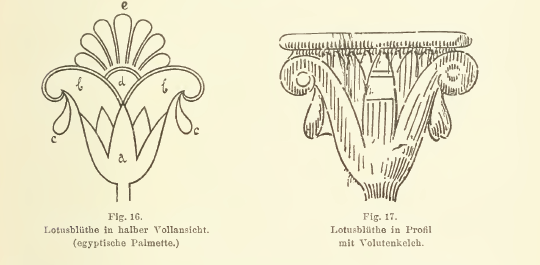 e
b
d
b
c
c
a
h
Fig. 16.
Lotusblüthe in halber Vollansicht.
(egyptische Palmette.)
Fig. 17.
Lotusblüthe in Profil
mit Volutenkelch.